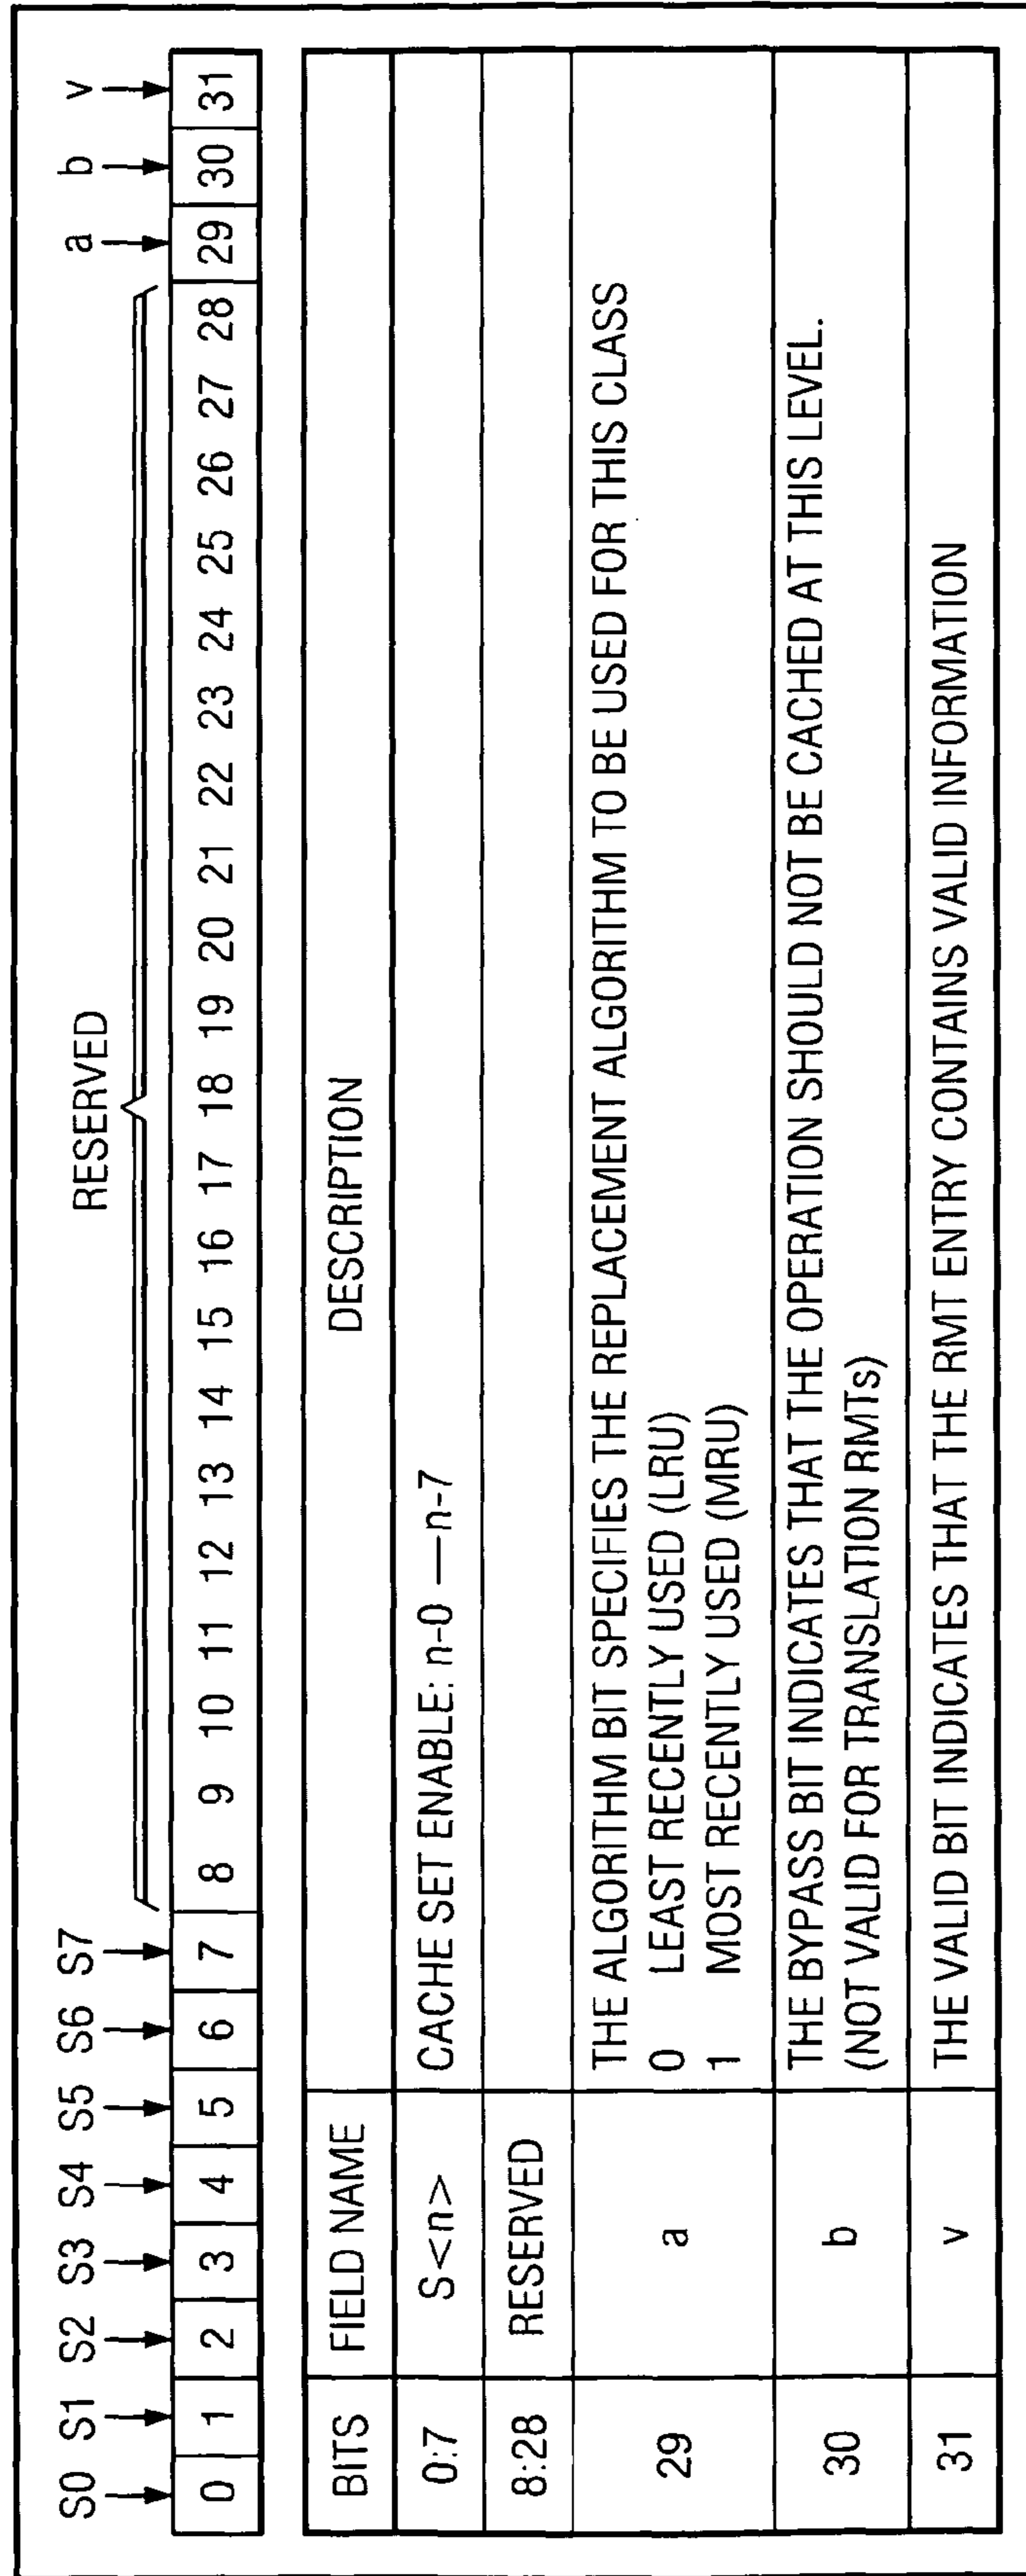 RESERVED
S0 S1 S2 S3 S4 S5 S6 S7 a b v
0 1 2 3 4 5 6 7 8 9 10 11 12 13 14 15 16 17 18 19 20 21 22 23 24 25 26 27 28 29 30 31
BITS FIELD NAME DESCRIPTION
0:7 S<n> CACHE SET ENABLE: n-0 —n-7
8:28 RESERVED
29 a THE ALGORITHM BIT SPECIFIES THE REPLACEMENT ALGORITHM TO BE USED FOR THIS CLASS
0 LEAST RECENTLY USED (LRU)
1 MOST RECENTLY USED (MRU)
30 b THE BYPASS BIT INDICATES THAT THE OPERATION SHOULD NOT BE CACHED AT THIS LEVEL.
(NOT VALID FOR TRANSLATION RMTs)
31 v THE VALID BIT INDICATES THAT THE RMT ENTRY CONTAINS VALID INFORMATION